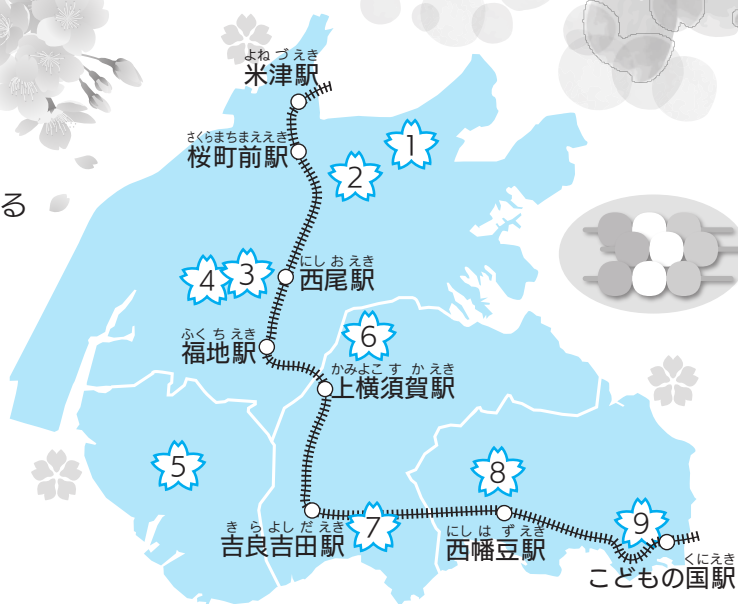 よねづえき
米津駅
さくらまちまええき
桜町前駅
1
2
る
にしおえき
西尾駅
3
4
ふくちえき
福地駅
6
かみよこすかえき
上横須賀駅
5
8
7
9
きらよしだえき
吉良吉田駅
にしはずえき
西幡豆駅
くにえき
こどもの国駅